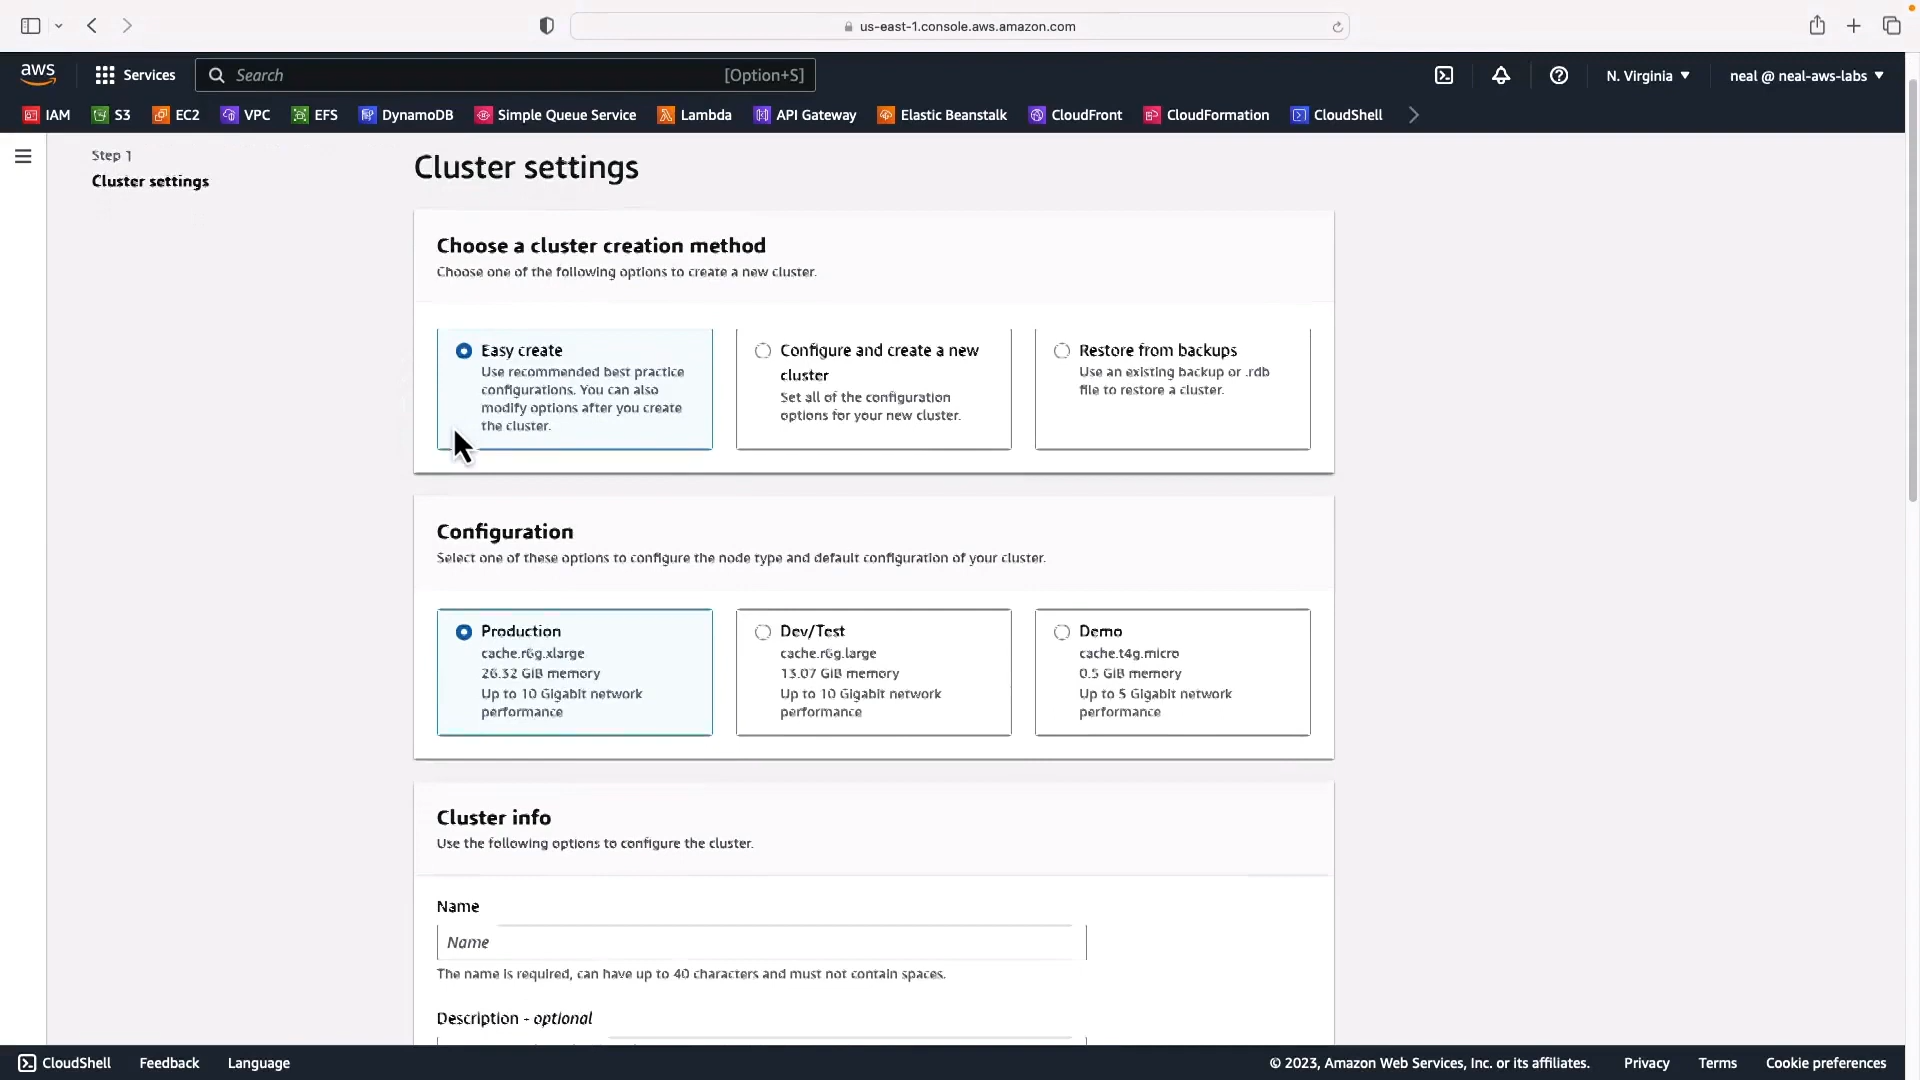 us-east-1.console.aws.amazon.com
aws
Services
Search
[Option+S]
N. Virginia
neal @ neal-aws-labs
IAM
S3
EC2
VPC
EFS
DynamoDB
Simple Queue Service
Lambda
API Gateway
Elastic Beanstalk
CloudFront
CloudFormation
CloudShell
Step 1
Cluster settings
Cluster settings
Choose a cluster creation method
Choose one of the following options to create a new cluster.
Easy create
Use recommended best practice
configurations. You can also
modify options after you create
the cluster.
Configure and create a new
cluster
Set all of the configuration
options for your new cluster.
Restore from backups
Use an existing backup or .rdb
file to restore a cluster.
Configuration
Select one of these options to configure the node type and default configuration of your cluster.
Production
cache.r6g.xlarge
26.32 GiB memory
Up to 10 Gigabit network
performance
Dev/Test
cache.r6g.large
13.07 GiB memory
Up to 10 Gigabit network
performance
Demo
cache.t4g.micro
0.5 GiB memory
Up to 5 Gigabit network
performance
Cluster info
Use the following options to configure the cluster.
Name
Name
The name is required, can have up to 40 characters and must not contain spaces.
Description - optional
CloudShell
Feedback
Language
© 2023, Amazon Web Services, Inc. or its affiliates.
Privacy
Terms
Cookie preferences